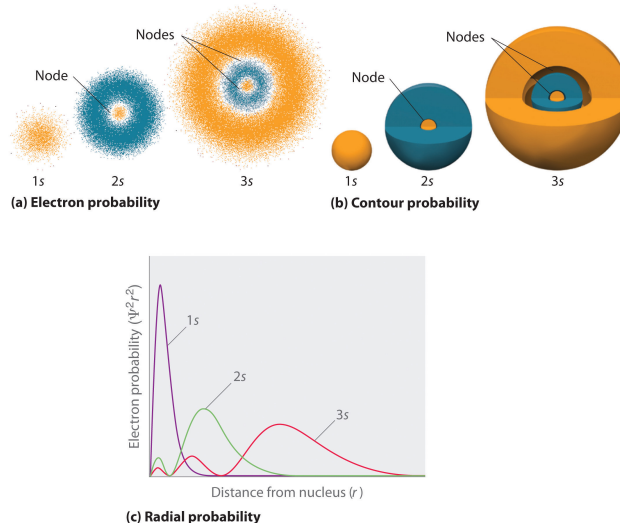 Nodes
Node
1s
2s
3s
(a) Electron probability
Nodes
Node
1s
2s
3s
(b) Contour probability
Electron probability (Ψ²r²)
1s
2s
3s
Distance from nucleus (r)
(c) Radial probability